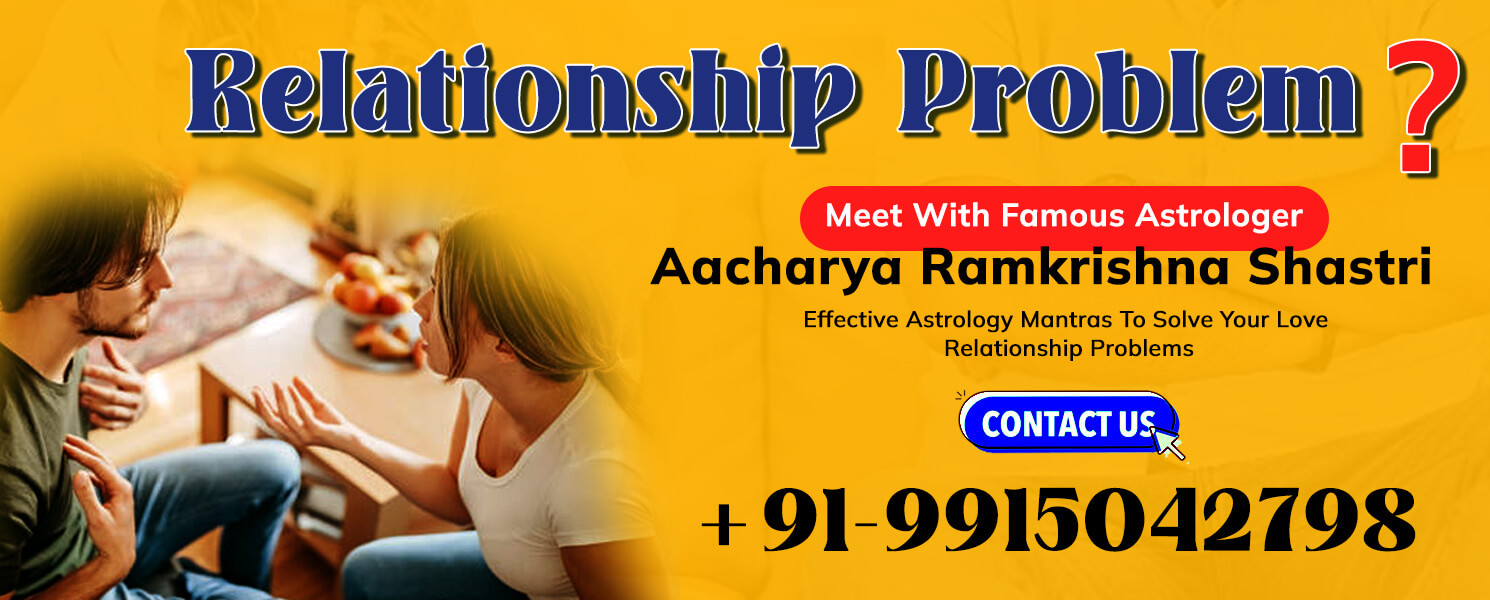 Relationship Problem?
Meet With Famous Astrologer
Aacharya Ramkrishna Shastri
Effective Astrology Mantras To Solve Your Love
Relationship Problems
CONTACT US
+91-9915042798